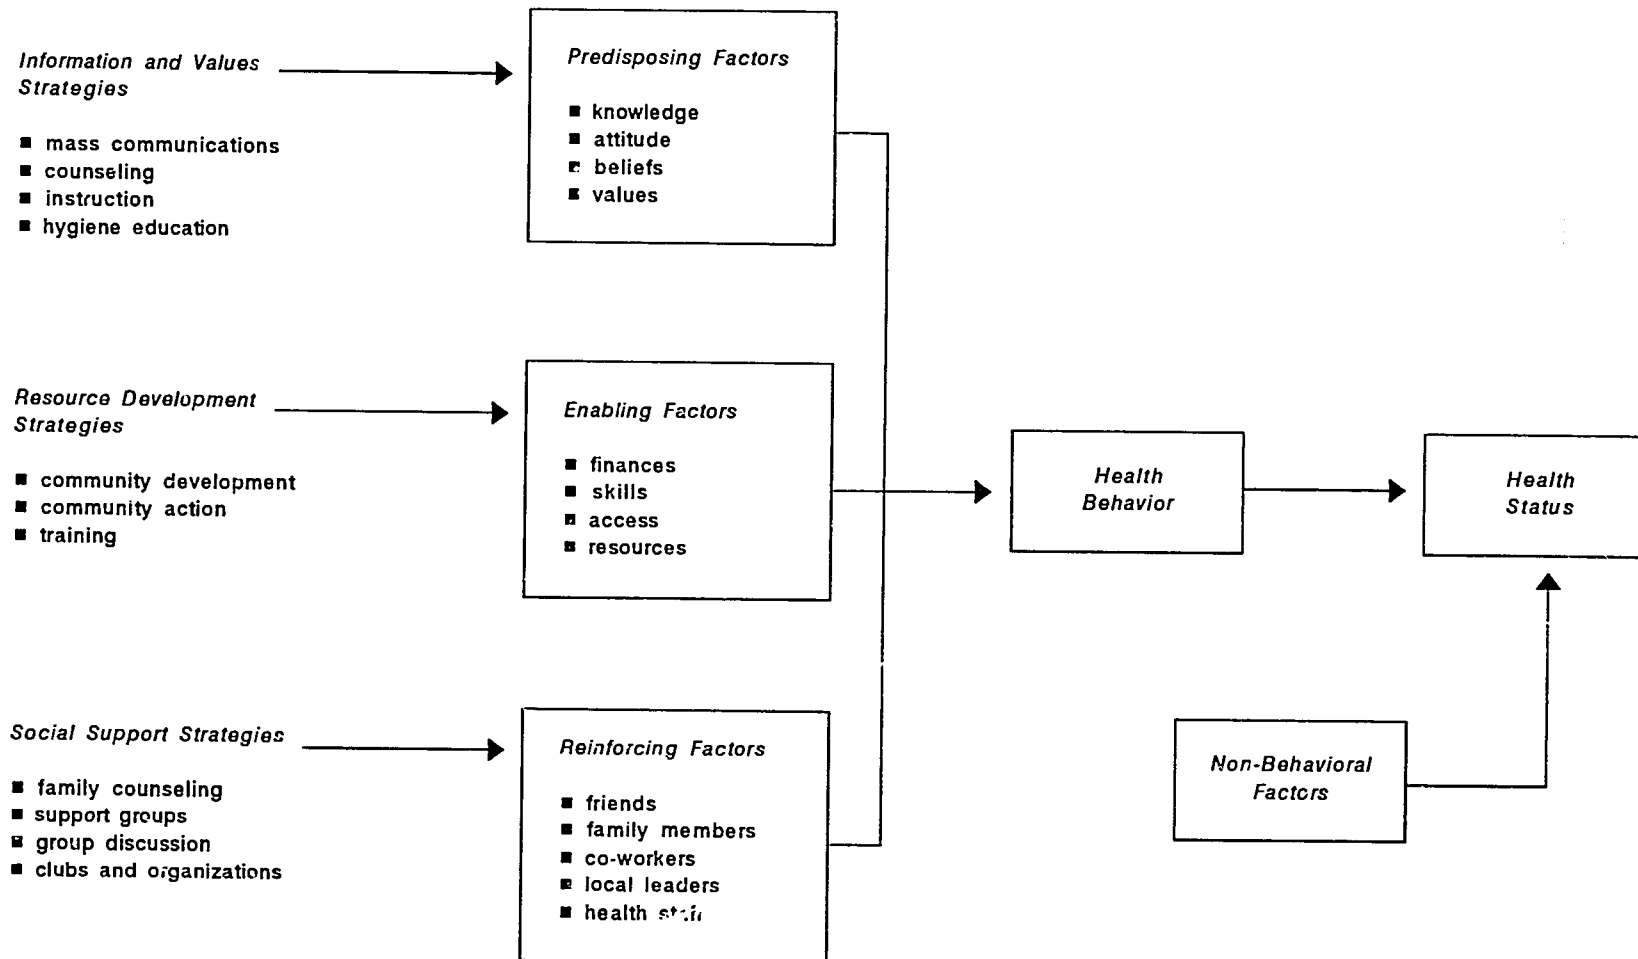 Information and Values
Strategies
■ mass communications
■ counseling
■ instruction
■ hygiene education
Predisposing Factors
■ knowledge
■ attitude
■ beliefs
■ values
Resource Development
Strategies
■ community development
■ community action
■ training
Enabling Factors
■ finances
■ skills
■ access
■ resources
Social Support Strategies
■ family counseling
■ support groups
■ group discussion
■ clubs and organizations
Reinforcing Factors
■ friends
■ family members
■ co-workers
■ local leaders
■ health
Health
Behavior
Health
Status
Non-Behavioral
Factors